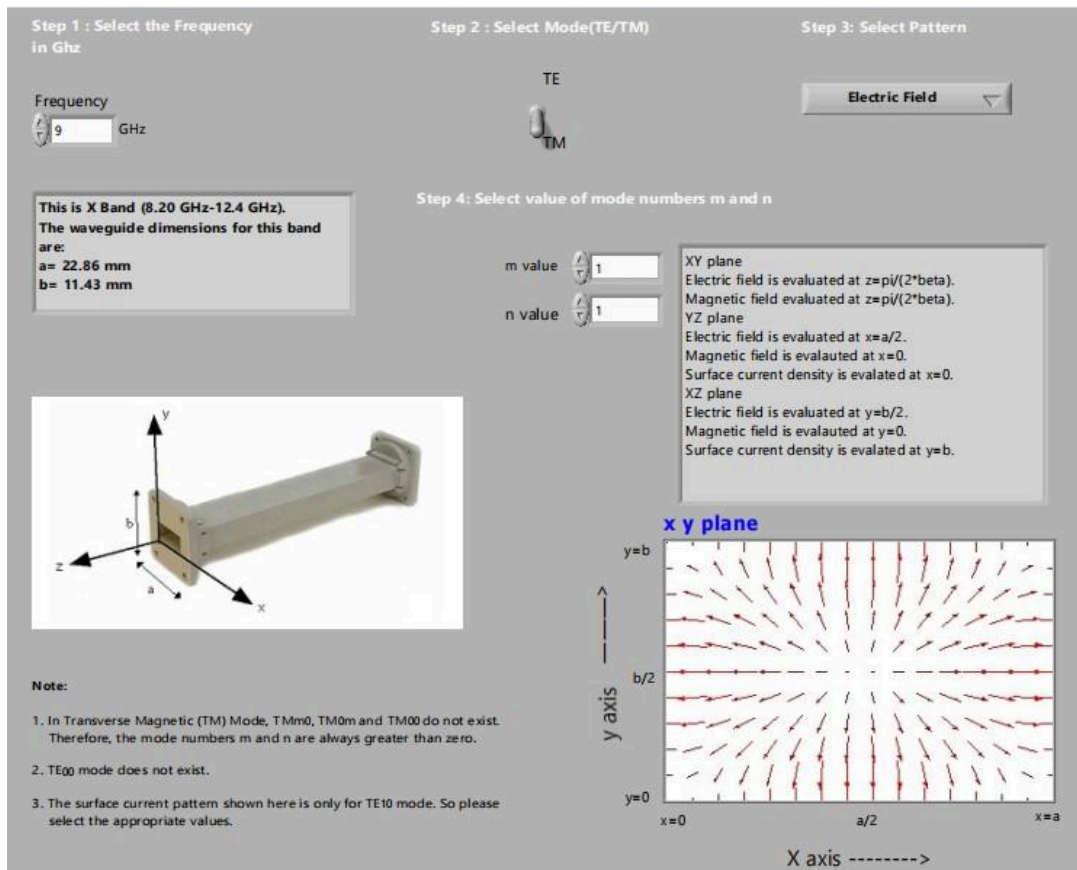 Step 1 : Select the Frequency
in Ghz
Step 2 : Select Mode(TE/TM)
Step 3: Select Pattern
TE
TM
Electric Field
Frequency
9
GHz
This is X Band (8.20 GHz-12.4 GHz).
The waveguide dimensions for this band
are:
a= 22.86 mm
b= 11.43 mm
Step 4: Select value of mode numbers m and n
m value
1
n value
1
XY plane
Electric field is evaluated at z=pi/(2*beta).
Magnetic field evaluated at z=pi/(2*beta).
YZ plane
Electric field is evaluated at x=a/2.
Magnetic field is evalauted at x=0.
Surface current density is evalated at x=0.
XZ plane
Electric field is evaluated at y=b/2.
Magnetic field is evalauted at y=0.
Surface current density is evalated at y=b.
y
b
z
a
x
x y plane
y=b
b/2
y=0
y axis ———>
x=0
a/2
x=a
X axis -------->
Note:
1. In Transverse Magnetic (TM) Mode, TMm0, TM0m and TM00 do not exist.
Therefore, the mode numbers m and n are always greater than zero.
2. TE00 mode does not exist.
3. The surface current pattern shown here is only for TE10 mode. So please
select the appropriate values.